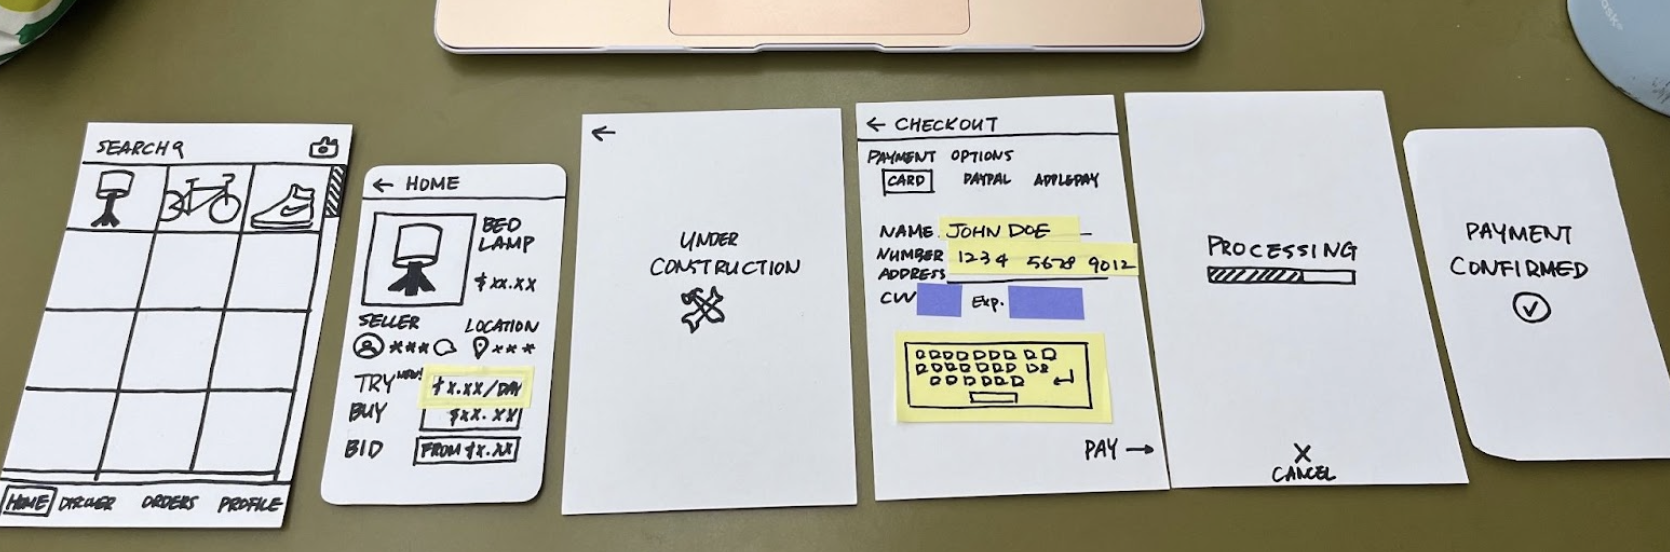 SEARCH
HOME DISCOVER ORDERS PROFILE
← HOME
BED
LAMP
$xx.xx
SELLER
LOCATION
***
***
TRY NEW! $x.xx/DAY
BUY $xx.xx
BID FROM $x.xx
←
UNDER
CONSTRUCTION
← CHECKOUT
PAYMENT OPTIONS
CARD PAYPAL APPLEPAY
NAME JOHN DOE
NUMBER 1234 5678 9012
ADDRESS
CVV Exp.
PAY →
PROCESSING
X
CANCEL
PAYMENT
CONFIRMED